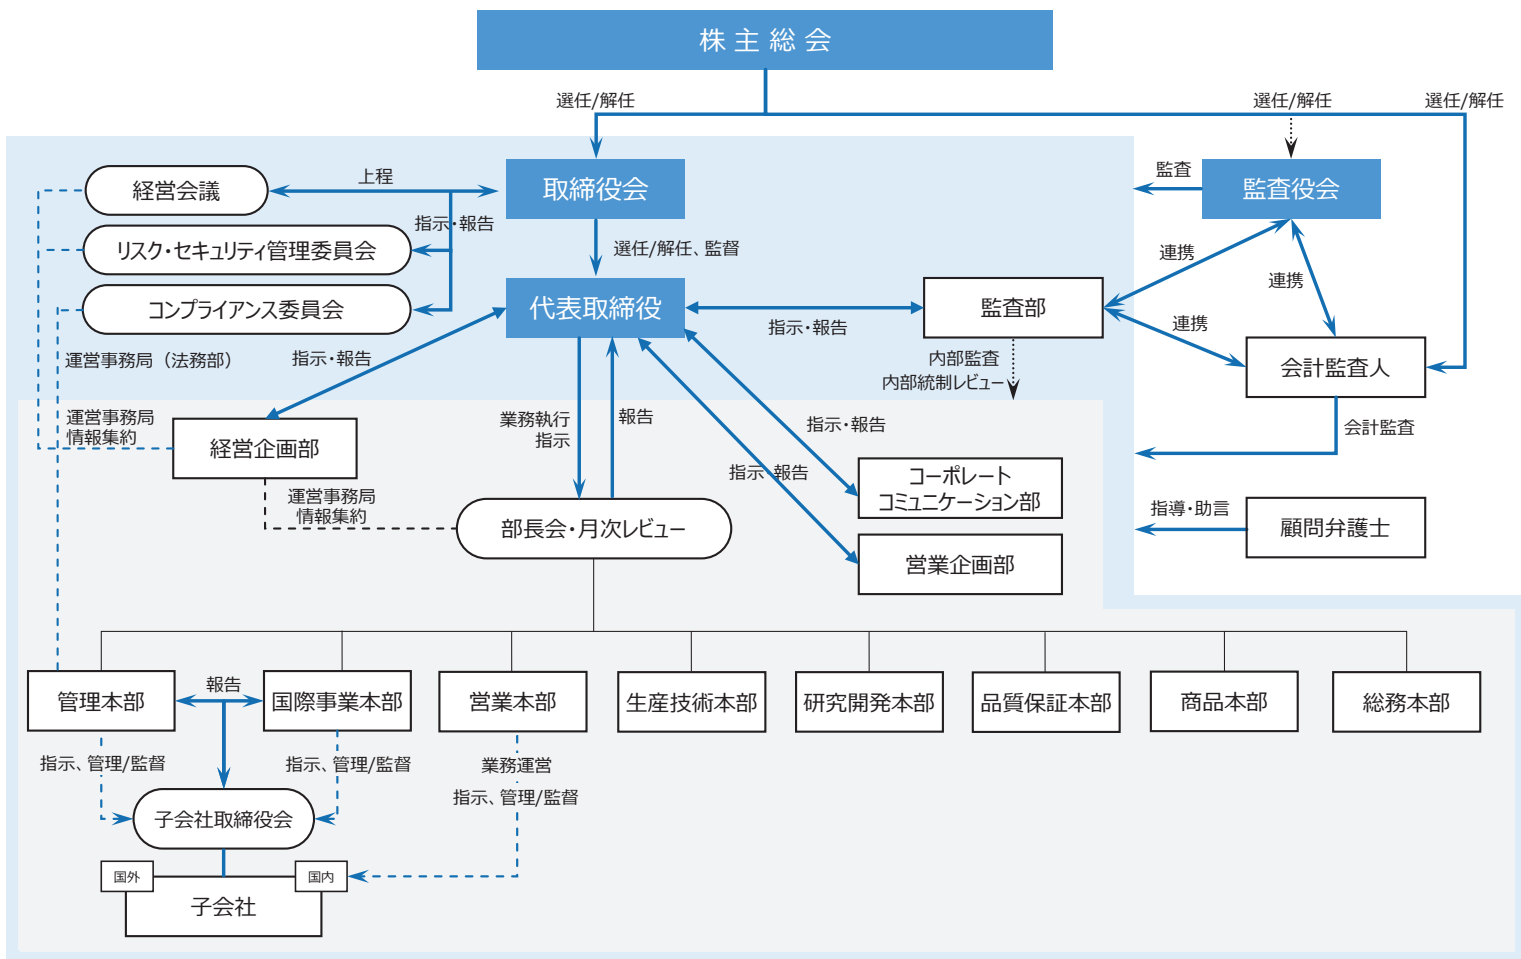 株主総会
選任/解任
選任/解任
選任/解任
経営会議
上程
取締役会
監査
監査役会
指示・報告
リスク・セキュリティ管理委員会
選任/解任、監督
連携
連携
コンプライアンス委員会
代表取締役
指示・報告
監査部
連携
運営事務局（法務部）
指示・報告
内部監査
内部統制レビュー
会計監査人
運営事務局
情報集約
経営企画部
業務執行
指示
報告
指示・報告
会計監査
指示・報告
コーポレート
コミュニケーション部
運営事務局
情報集約
部長会・月次レビュー
営業企画部
指導・助言
顧問弁護士
管理本部
報告
国際事業本部
営業本部
生産技術本部
研究開発本部
品質保証本部
商品本部
総務本部
指示、管理/監督
指示、管理/監督
業務運営
指示、管理/監督
子会社取締役会
国外
国内
子会社